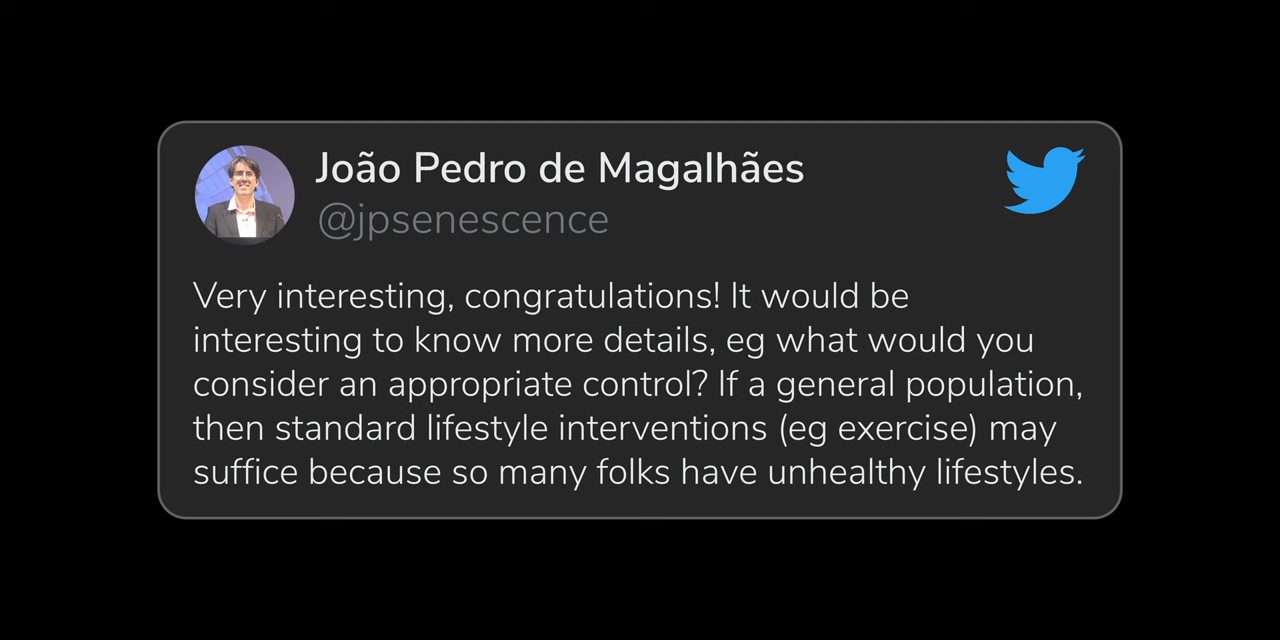 João Pedro de Magalhães
@jpsenescence
Very interesting, congratulations! It would be
interesting to know more details, eg what would you
consider an appropriate control? If a general population,
then standard lifestyle interventions (eg exercise) may
suffice because so many folks have unhealthy lifestyles.